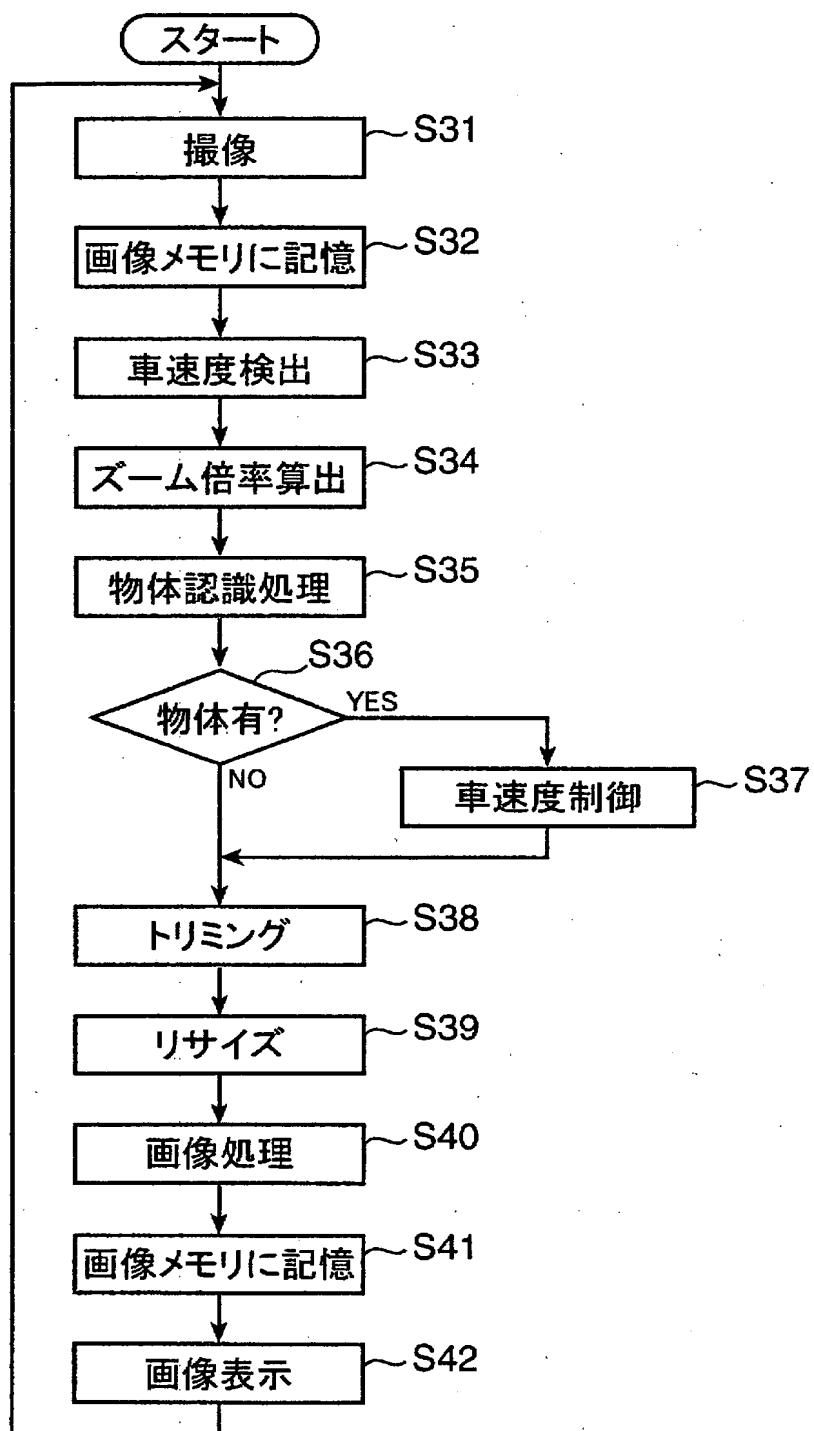 スタート
撮像
S31
画像メモリに記憶
S32
車速度検出
S33
ズーム倍率算出
S34
物体認識処理
S35
S36
物体有?
YES
NO
車速度制御
S37
トリミング
S38
リサイズ
S39
画像処理
S40
画像メモリに記憶
S41
画像表示
S42